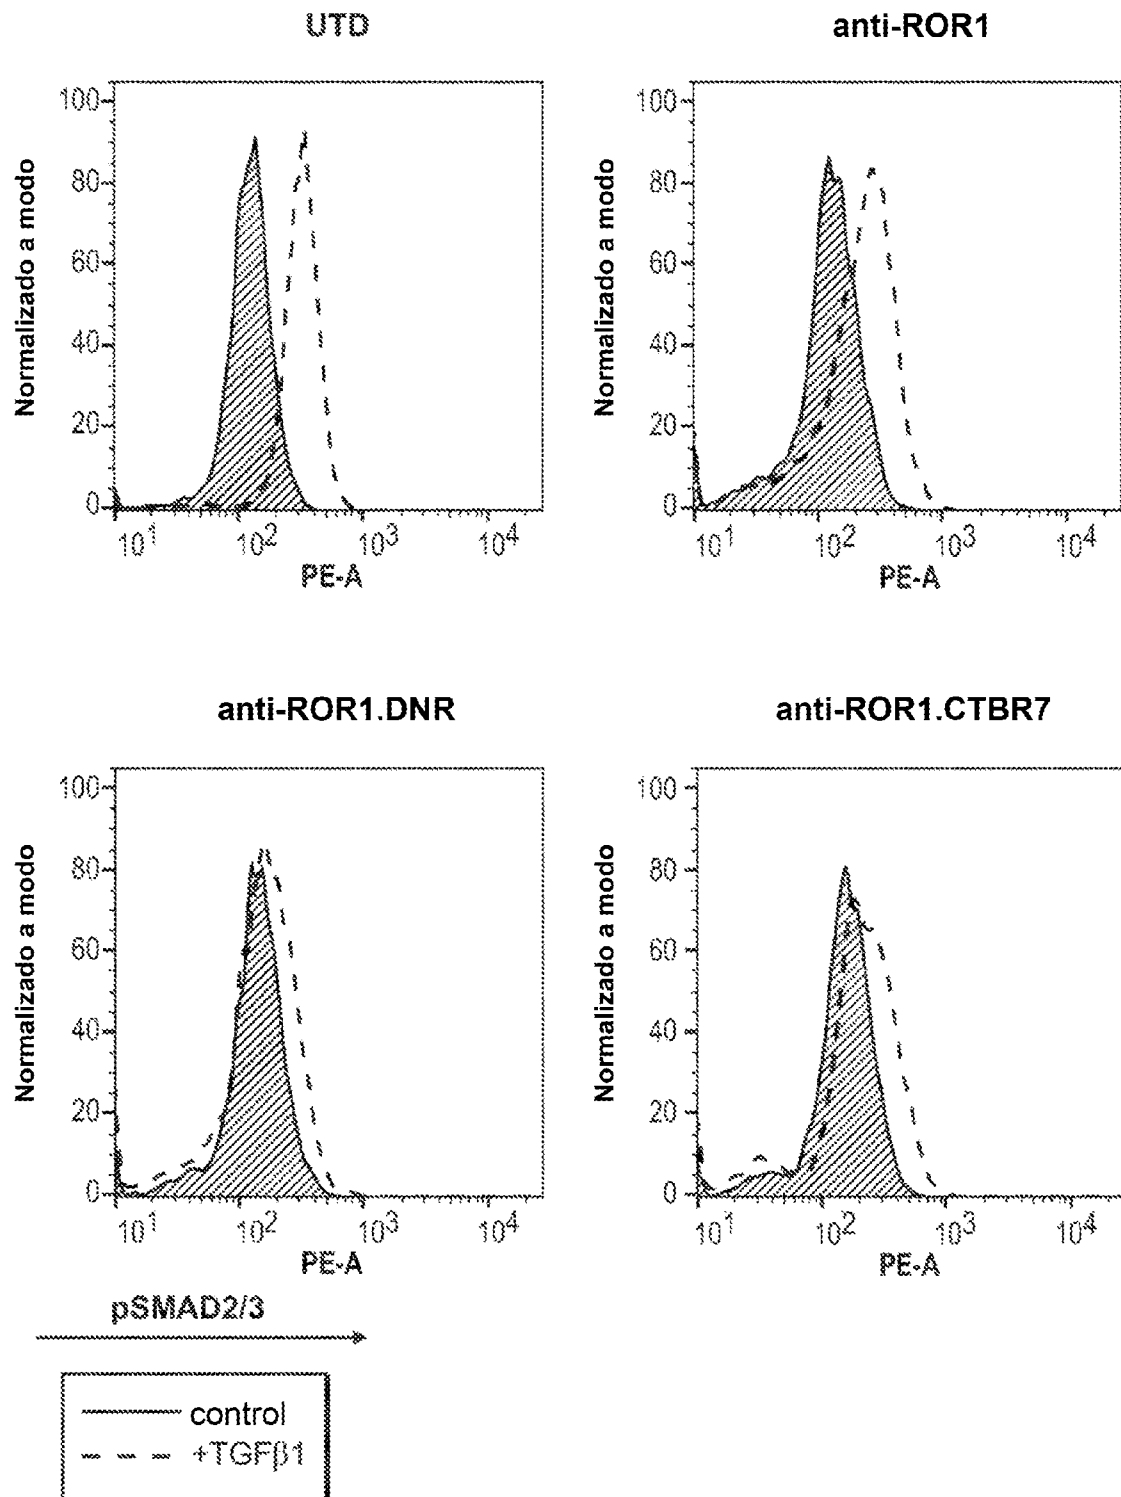 UTD
100
80
60
40
20
0
Normalizado a modo
10¹ 10² 10³ 10⁴
PE-A
anti-ROR1
100
80
60
40
20
0
Normalizado a modo
10¹ 10² 10³ 10⁴
PE-A
anti-ROR1.DNR
100
80
60
40
20
0
Normalizado a modo
10¹ 10² 10³ 10⁴
PE-A
anti-ROR1.CTBR7
100
80
60
40
20
0
Normalizado a modo
10¹ 10² 10³ 10⁴
PE-A
pSMAD2/3
control
+TGFβ1